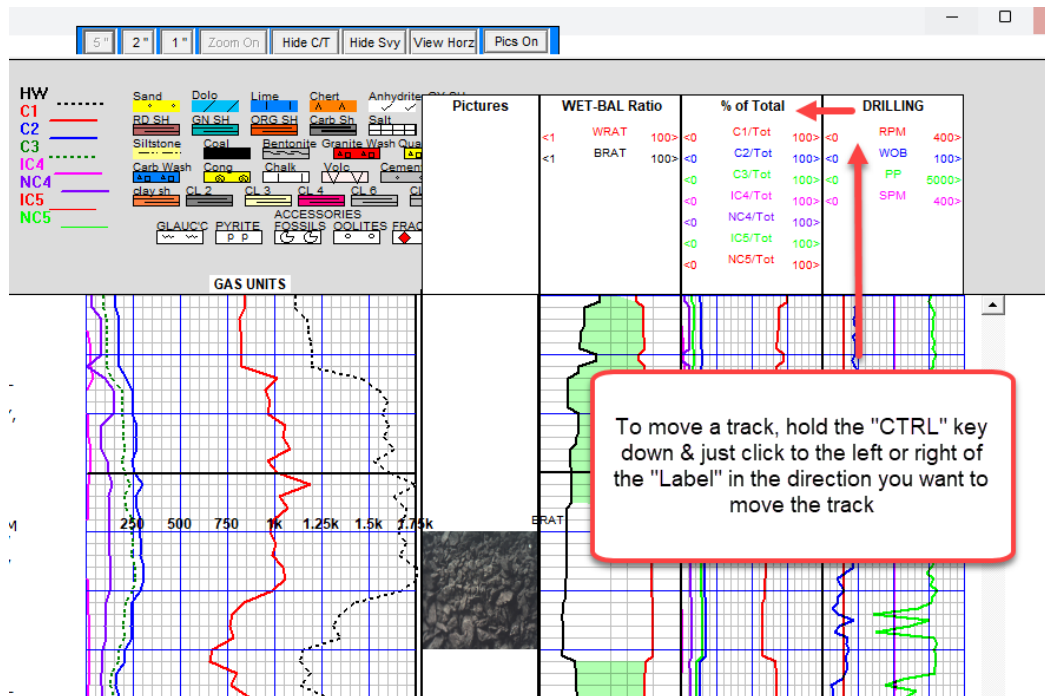 5"
2"
1"
Zoom On
Hide C/T
Hide Svy
View Horz
Pics On
HW
C1
C2
C3
IC4
NC4
IC5
NC5
Sand Dolo Lime Chert Anhydrite
RD SH GN SH ORG SH Carb Sh Salt
Siltstone Coal Bentonite Granite Wash
Carb Wash Cong Chalk Volc
clay sh CL 2 CL 3 CL 4 CL 6
ACCESSORIES
GLAUC'C PYRITE FOSSILS OOLITES
P P
GAS UNITS
Pictures
WET-BAL Ratio
<1 WRAT 100>
<1 BRAT 100>
% of Total
<0 C1/Tot 100>
<0 C2/Tot 100>
<0 C3/Tot 100>
<0 IC4/Tot 100>
<0 NC4/Tot 100>
<0 IC5/Tot 100>
<0 NC5/Tot 100>
DRILLING
<0 RPM 400>
<0 WOB 100>
<0 PP 5000>
<0 SPM 400>
To move a track, hold the "CTRL" key
down & just click to the left or right of
the "Label" in the direction you want to
move the track
250 500 750 1k 1.25k 1.5k 1.75k
BRAT